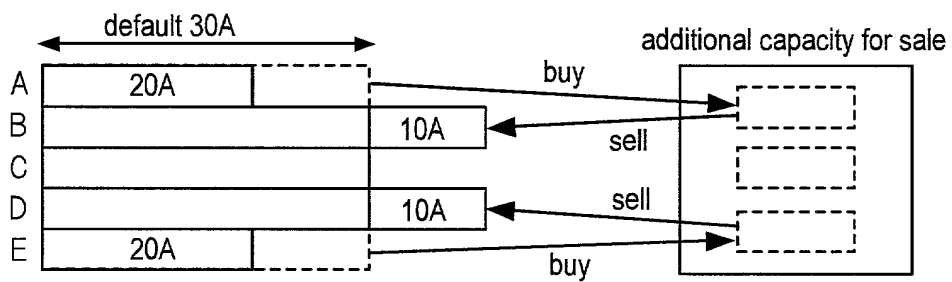 default 30A
additional capacity for sale
A 20A buy
B 10A sell
C
D 10A sell
E 20A buy